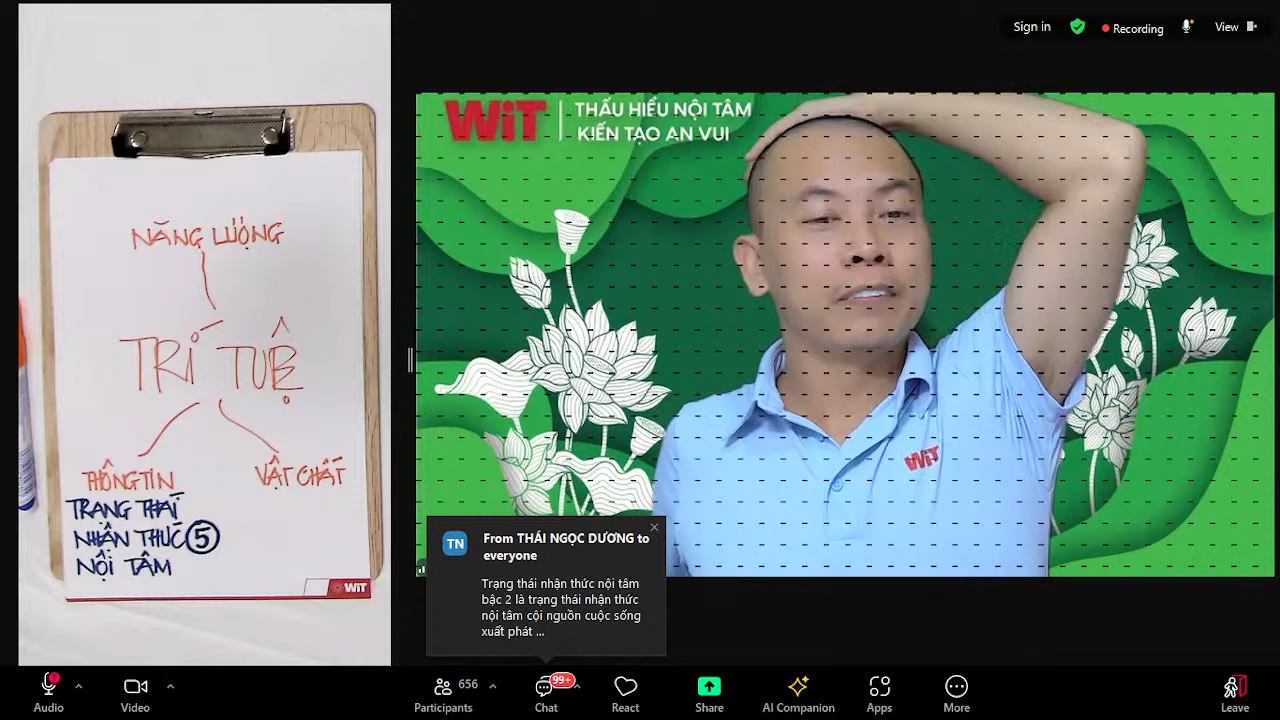 NĂNG LƯỢNG
TRÍ TUỆ
THÔNG TIN
VẬT CHẤT
TRẠNG THÁI
NHẬN THỨC 5
NỘI TÂM
WiT
Sign in
Recording
View
WiT
THẤU HIỂU NỘI TÂM
KIẾN TẠO AN VUI
WiT
TN
From THÁI NGỌC DƯƠNG to
everyone
Trạng thái nhận thức nội tâm
bậc 2 là trạng thái nhận thức
nội tâm cội nguồn cuộc sống
xuất phát ...
Audio
Video
656
Participants
99+
Chat
React
Share
AI Companion
Apps
More
Leave